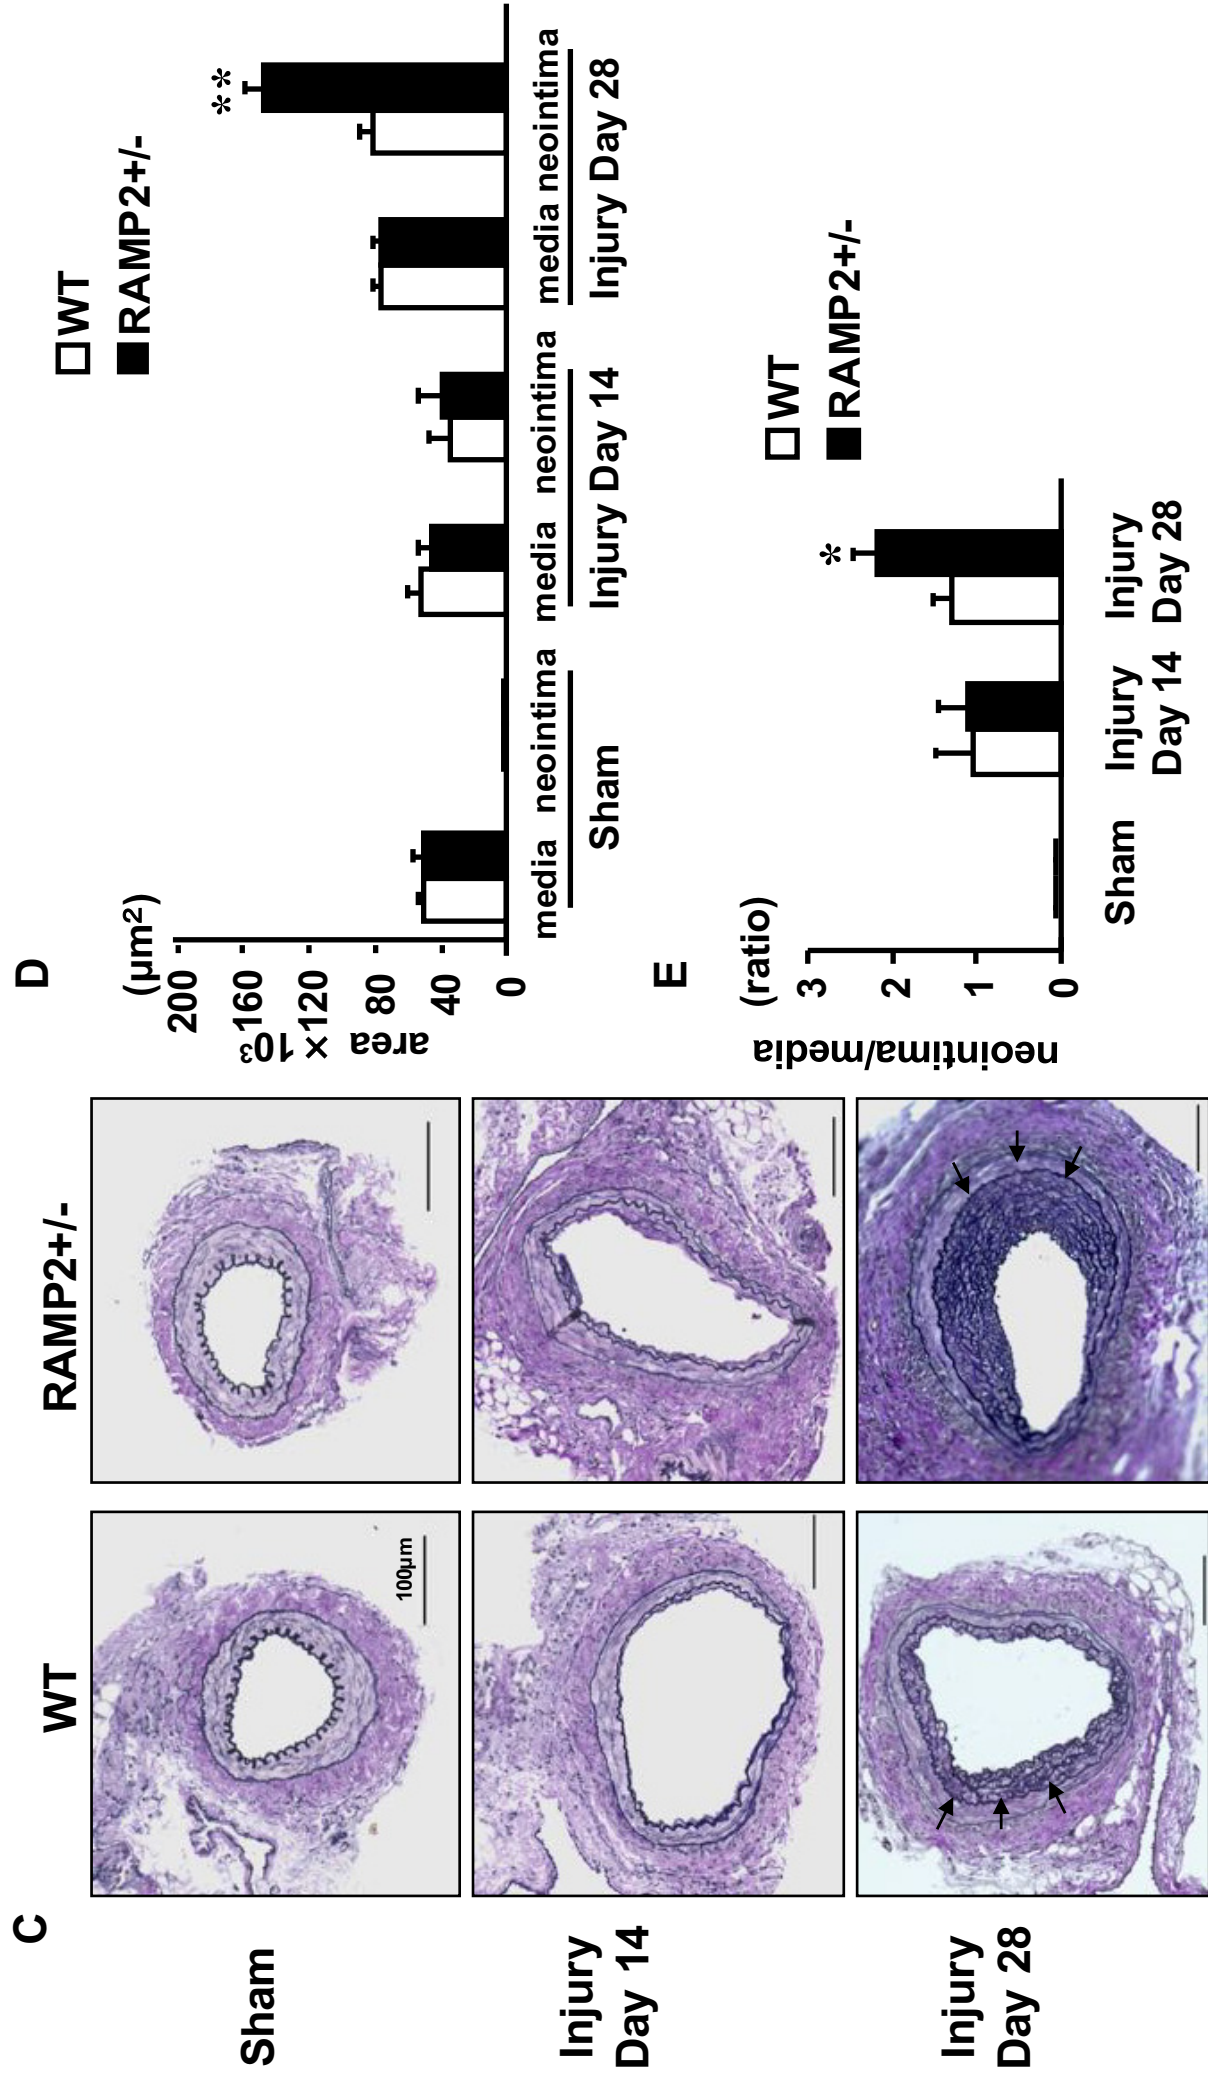 C
WT
RAMP2+/-
Sham
100μm
Injury
Day 14
Injury
Day 28
D
(μm²)
WT
RAMP2+/-
area ×10³
200
160
120
80
40
0
**
media neointima
media neointima
media neointima
Sham
Injury Day 14
Injury Day 28
E
(ratio)
WT
RAMP2+/-
neointima/media
3
2
1
0
*
Sham
Injury
Day 14
Injury
Day 28